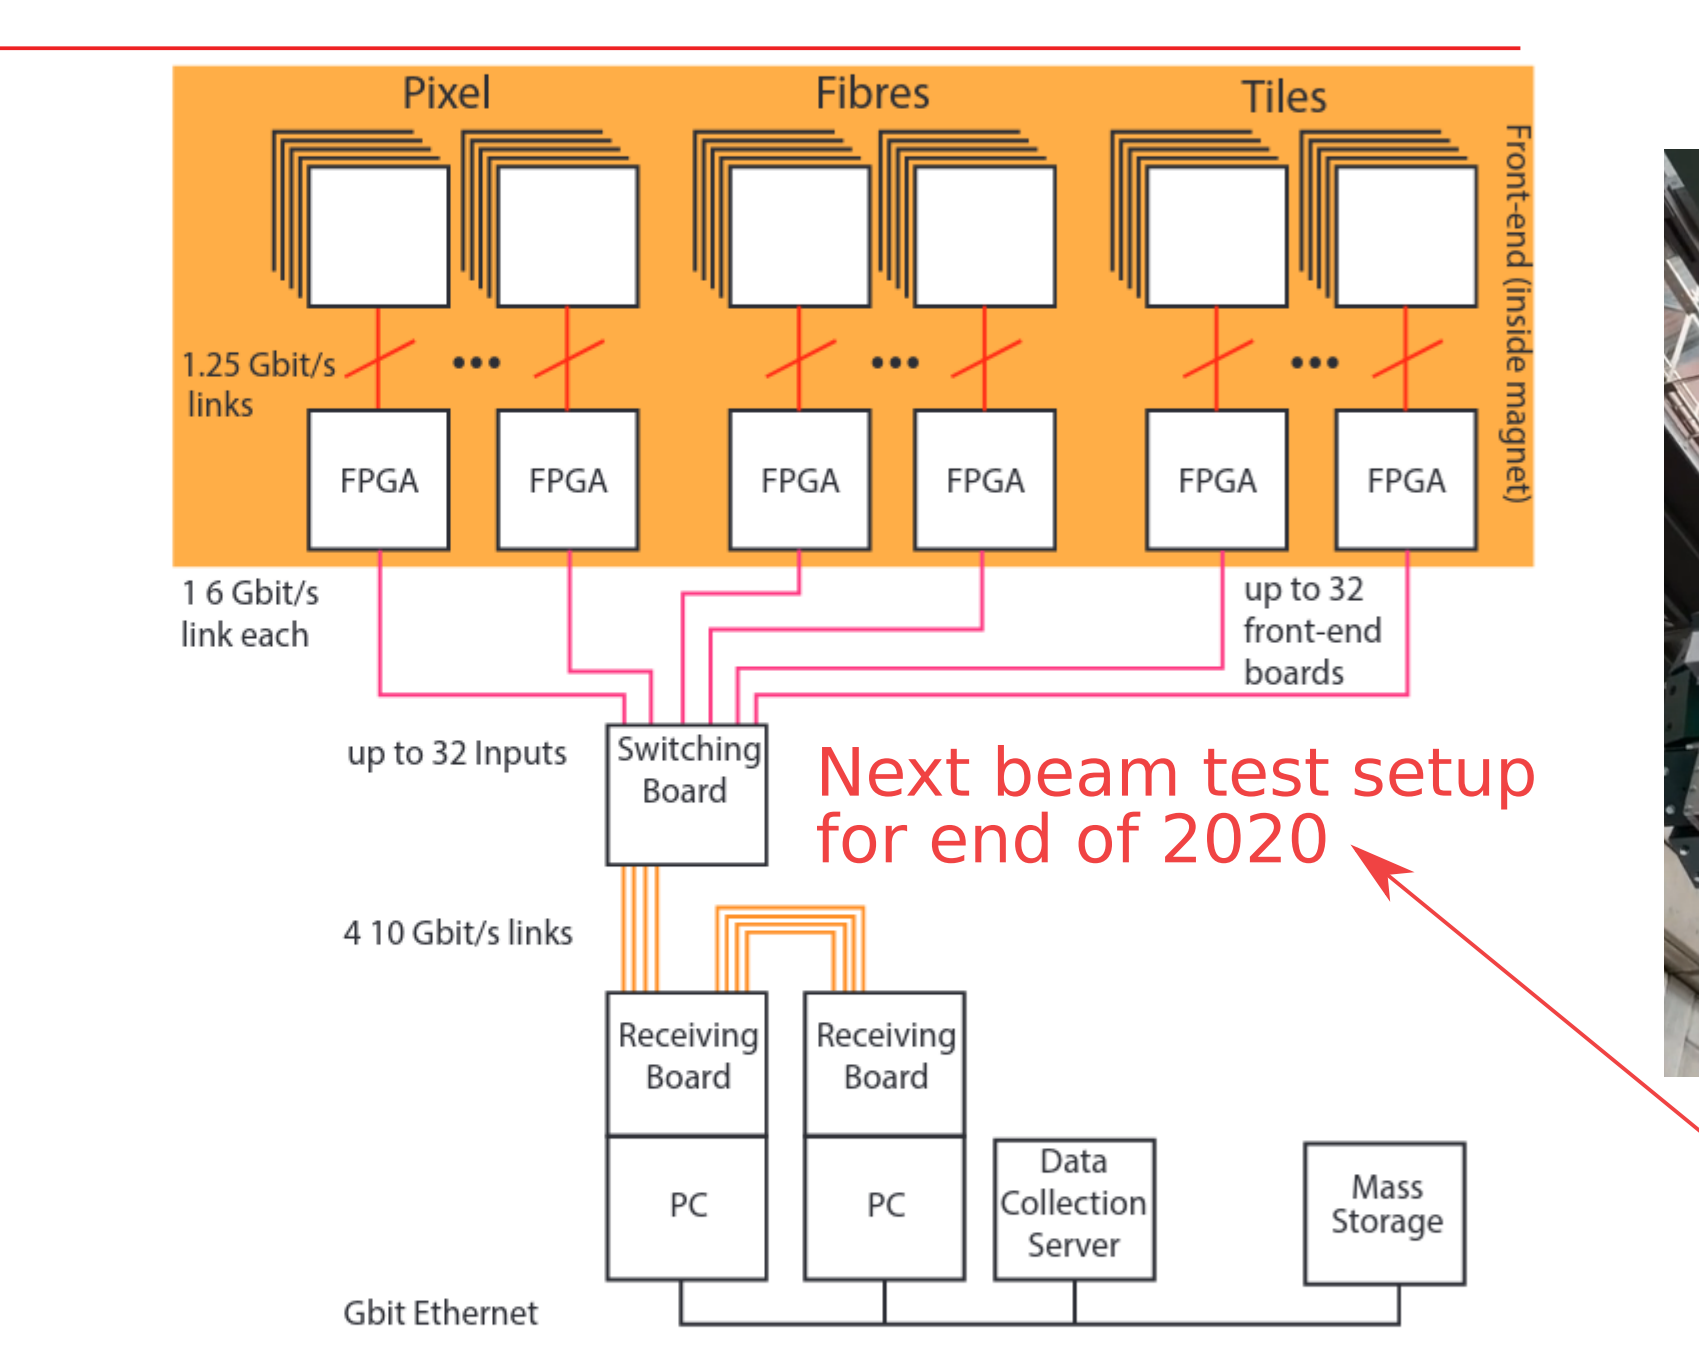 Pixel
Fibres
Tiles
Front-end (inside magnet)
1.25 Gbit/s
links
FPGA
FPGA
FPGA
FPGA
FPGA
FPGA
1 6 Gbit/s
link each
up to 32
front-end
boards
up to 32 Inputs
Switching
Board
Next beam test setup
for end of 2020
4 10 Gbit/s links
Receiving
Board
Receiving
Board
PC
PC
Data
Collection
Server
Mass
Storage
Gbit Ethernet